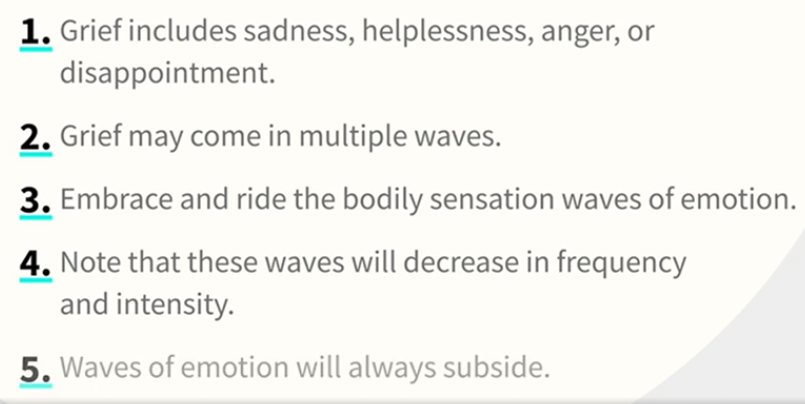 1. Grief includes sadness, helplessness, anger, or
disappointment.
2. Grief may come in multiple waves.
3. Embrace and ride the bodily sensation waves of emotion.
4. Note that these waves will decrease in frequency
and intensity.
5. Waves of emotion will always subside.